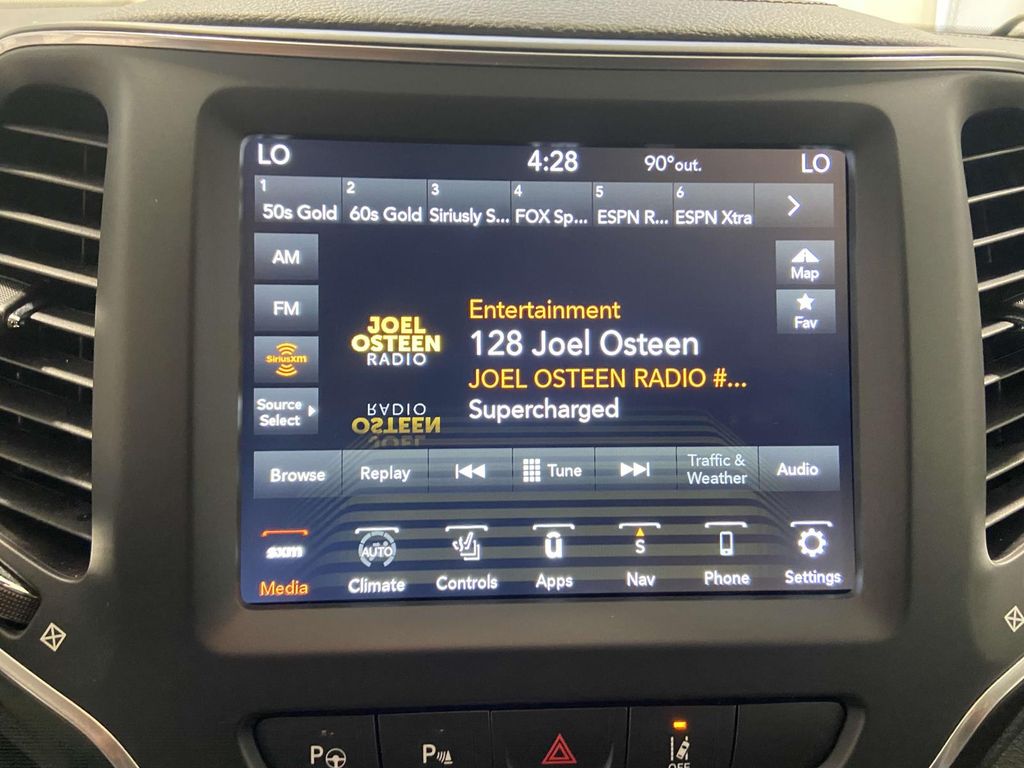 LO 4:28 90° out. LO
1 2 3 4 5 6
50s Gold 60s Gold Siriusly S... FOX Sp... ESPN R... ESPN Xtra
AM
Map
FM
Fav
SiriusXM
Source
Select
JOEL
OSTEEN
RADIO
Entertainment
128 Joel Osteen
JOEL OSTEEN RADIO #...
Supercharged
Browse Replay Tune Traffic &
Weather Audio
sxm AUTO ū S
Media Climate Controls Apps Nav Phone Settings
P P
OFF